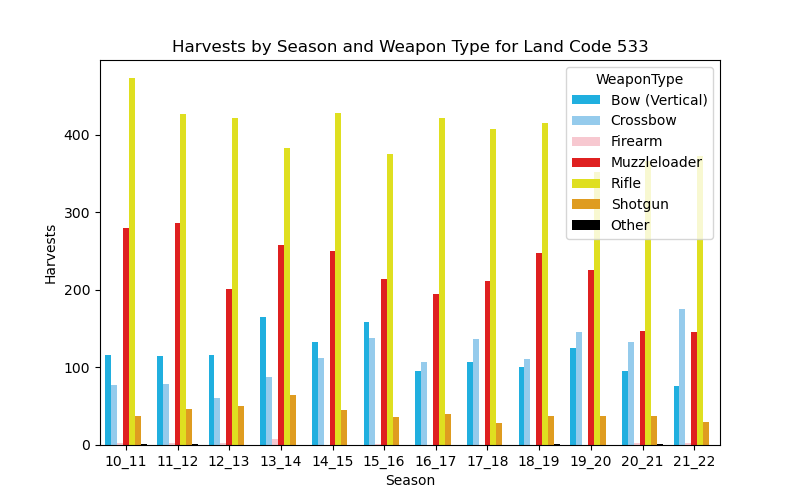 Harvests by Season and Weapon Type for Land Code 533
WeaponType
Bow (Vertical)
Crossbow
Firearm
Muzzleloader
Rifle
Shotgun
Other
Harvests
400
300
200
100
0
10_11 11_12 12_13 13_14 14_15 15_16 16_17 17_18 18_19 19_20 20_21 21_22
Season